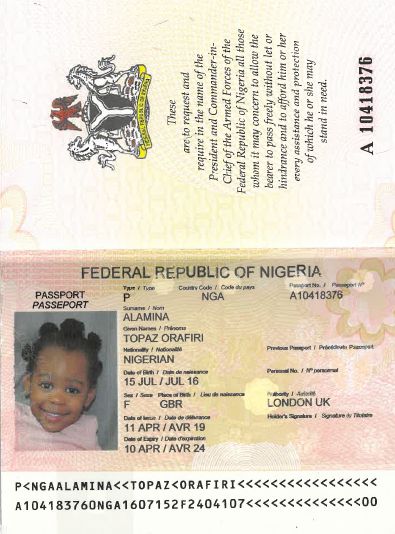 These
are to request and
require in the name of the
President and Commander-in-
Chief of the Armed Forces of the
Federal Republic of Nigeria all those
whom it may concern to allow the
bearer to pass freely without let or
hindrance and to afford him or her
every assistance and protection
of which he or she may
stand in need.
A 10418376
FEDERAL REPUBLIC OF NIGERIA
PASSPORT
PASSEPORT
Type / Type Country Code / Code du pays Passport No. / Passeport Nº
P NGA A10418376
Surname / Nom
ALAMINA
Given Names / Prénoms
TOPAZ ORAFIRI
Nationality / Nationalité Previous Passport / Précédents Passeport
NIGERIAN
Date of Birth / Date de naissance Personal No. / Nº personnel
15 JUL / JUL 16
Sex / Sexe Place of Birth / Lieu de naissance Authority / Autorité
F GBR LONDON UK
Date of Issue / Date de délivrance Holder's Signature / Signature du Titulaire
11 APR / AVR 19
Date of Expiry / Date d'expiration
10 APR / AVR 24
P<NGAALAMINA<<TOPAZ<ORAFIRI<<<<<<<<<<<<<<<<<
A104183760NGA1607152F2404107<<<<<<<<<<<<<<00